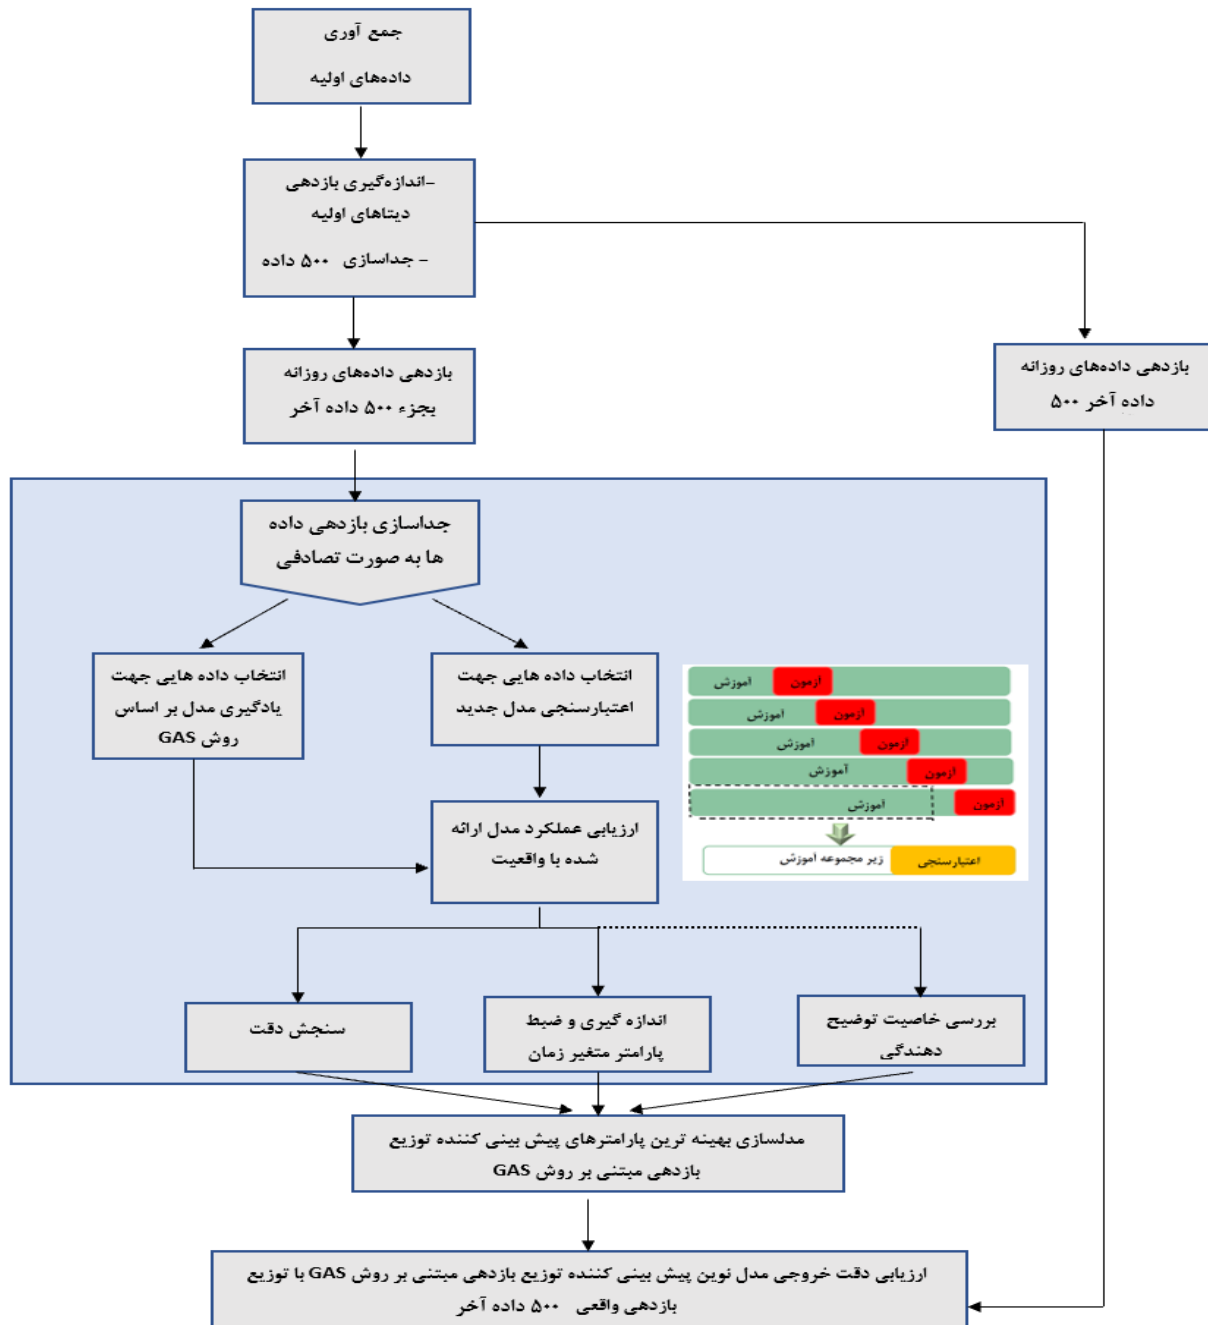 جمع آوری
داده‌های اولیه
-اندازه‌گیری بازدهی
دیتاهای اولیه
- جداسازی ۵۰۰ داده
بازدهی داده‌های روزانه
بجزء ۵۰۰ داده آخر
بازدهی داده‌های روزانه
۵۰۰ داده آخر
جداسازی بازدهی داده
ها به صورت تصادفی
انتخاب داده هایی جهت
اعتبارسنجی مدل جدید
انتخاب داده هایی جهت
یادگیری مدل بر اساس
روش GAS
آموزش آزمون
آموزش آزمون
آموزش آزمون
آموزش آزمون
آموزش آزمون
زیر مجموعه آموزش اعتبارسنجی
ارزیابی عملکرد مدل ارائه
شده با واقعیت
سنجش دقت
اندازه گیری و ضبط
پارامتر متغیر زمان
بررسی خاصیت توضیح
دهندگی
مدلسازی بهینه ترین پارامترهای پیش بینی کننده توزیع
بازدهی مبتنی بر روش GAS
ارزیابی دقت خروجی مدل نوین پیش بینی کننده توزیع بازدهی مبتنی بر روش GAS با توزیع
بازدهی واقعی ۵۰۰ داده آخر